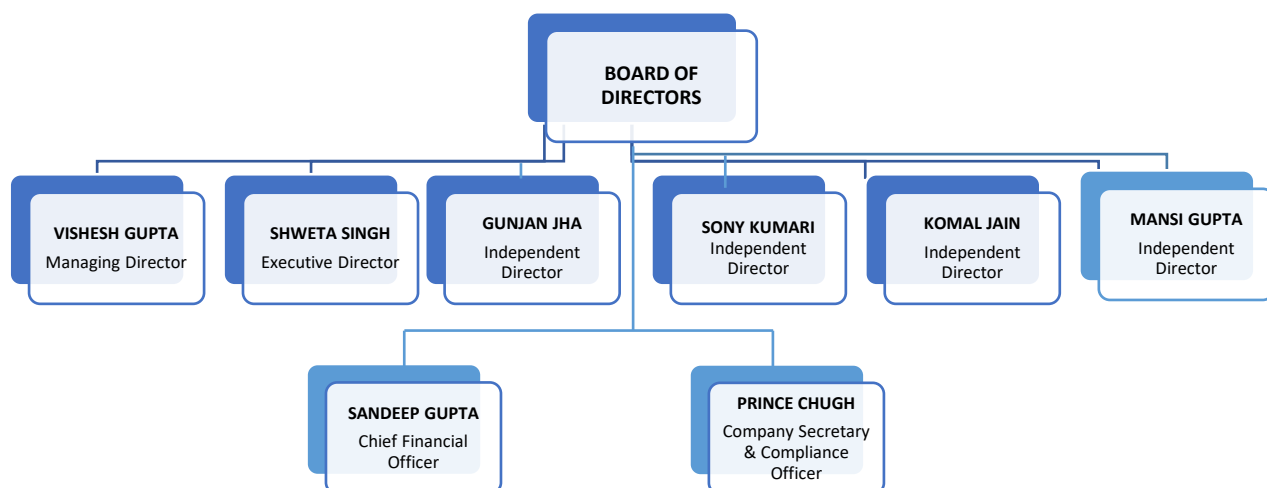 BOARD OF
DIRECTORS
VISHESH GUPTA
Managing Director
SHWETA SINGH
Executive Director
GUNJAN JHA
Independent
Director
SONY KUMARI
Independent
Director
KOMAL JAIN
Independent
Director
MANSI GUPTA
Independent
Director
SANDEEP GUPTA
Chief Financial
Officer
PRINCE CHUGH
Company Secretary
& Compliance
Officer